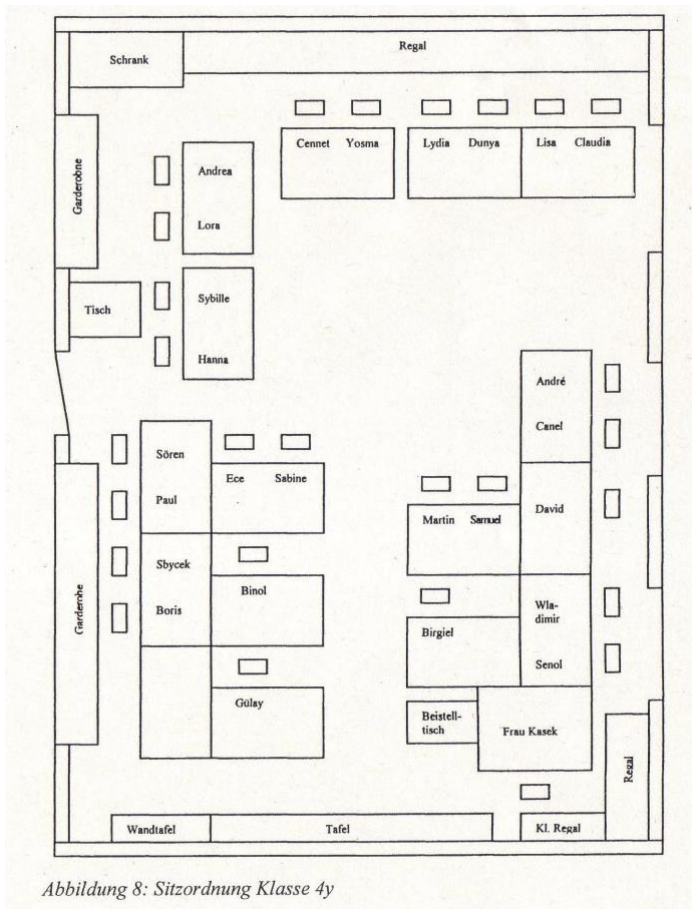 Schrank
Regal
Garderobne
Cennet Yosma
Lydia Dunya
Lisa Claudia
Andrea
Lora
Tisch
Sybille
Hanna
André
Canel
Sören
Paul
Ece Sabine
Martin Samuel
David
Sbycek
Boris
Binol
Garderohe
Birgiel
Wla-
dimir
Senol
Gülay
Beistell-
tisch
Frau Kasek
Regal
Wandtafel
Tafel
Kl. Regal
Abbildung 8: Sitzordnung Klasse 4y